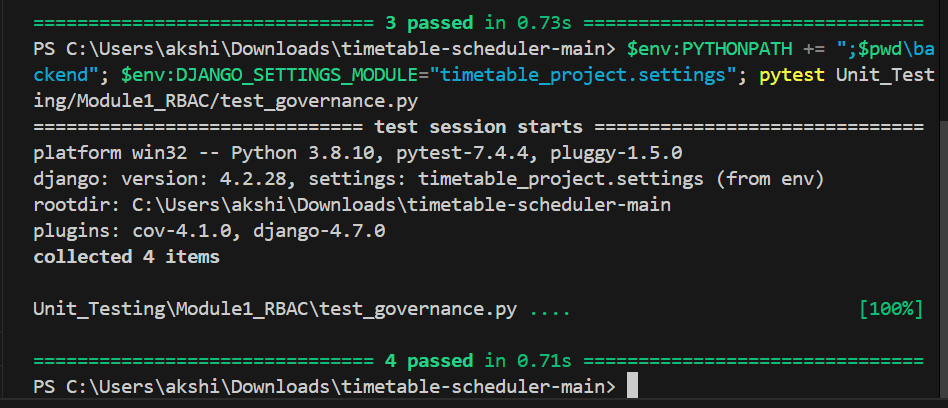 ============================== 3 passed in 0.73s ==============================
PS C:\Users\akshi\Downloads\timetable-scheduler-main> $env:PYTHONPATH += ";$pwd\ba
ckend"; $env:DJANGO_SETTINGS_MODULE="timetable_project.settings"; pytest Unit_Test
ing/Module1_RBAC/test_governance.py
============================= test session starts =============================
platform win32 -- Python 3.8.10, pytest-7.4.4, pluggy-1.5.0
django: version: 4.2.28, settings: timetable_project.settings (from env)
rootdir: C:\Users\akshi\Downloads\timetable-scheduler-main
plugins: cov-4.1.0, django-4.7.0
collected 4 items
Unit_Testing\Module1_RBAC\test_governance.py .... [100%]
============================== 4 passed in 0.71s ==============================
PS C:\Users\akshi\Downloads\timetable-scheduler-main>